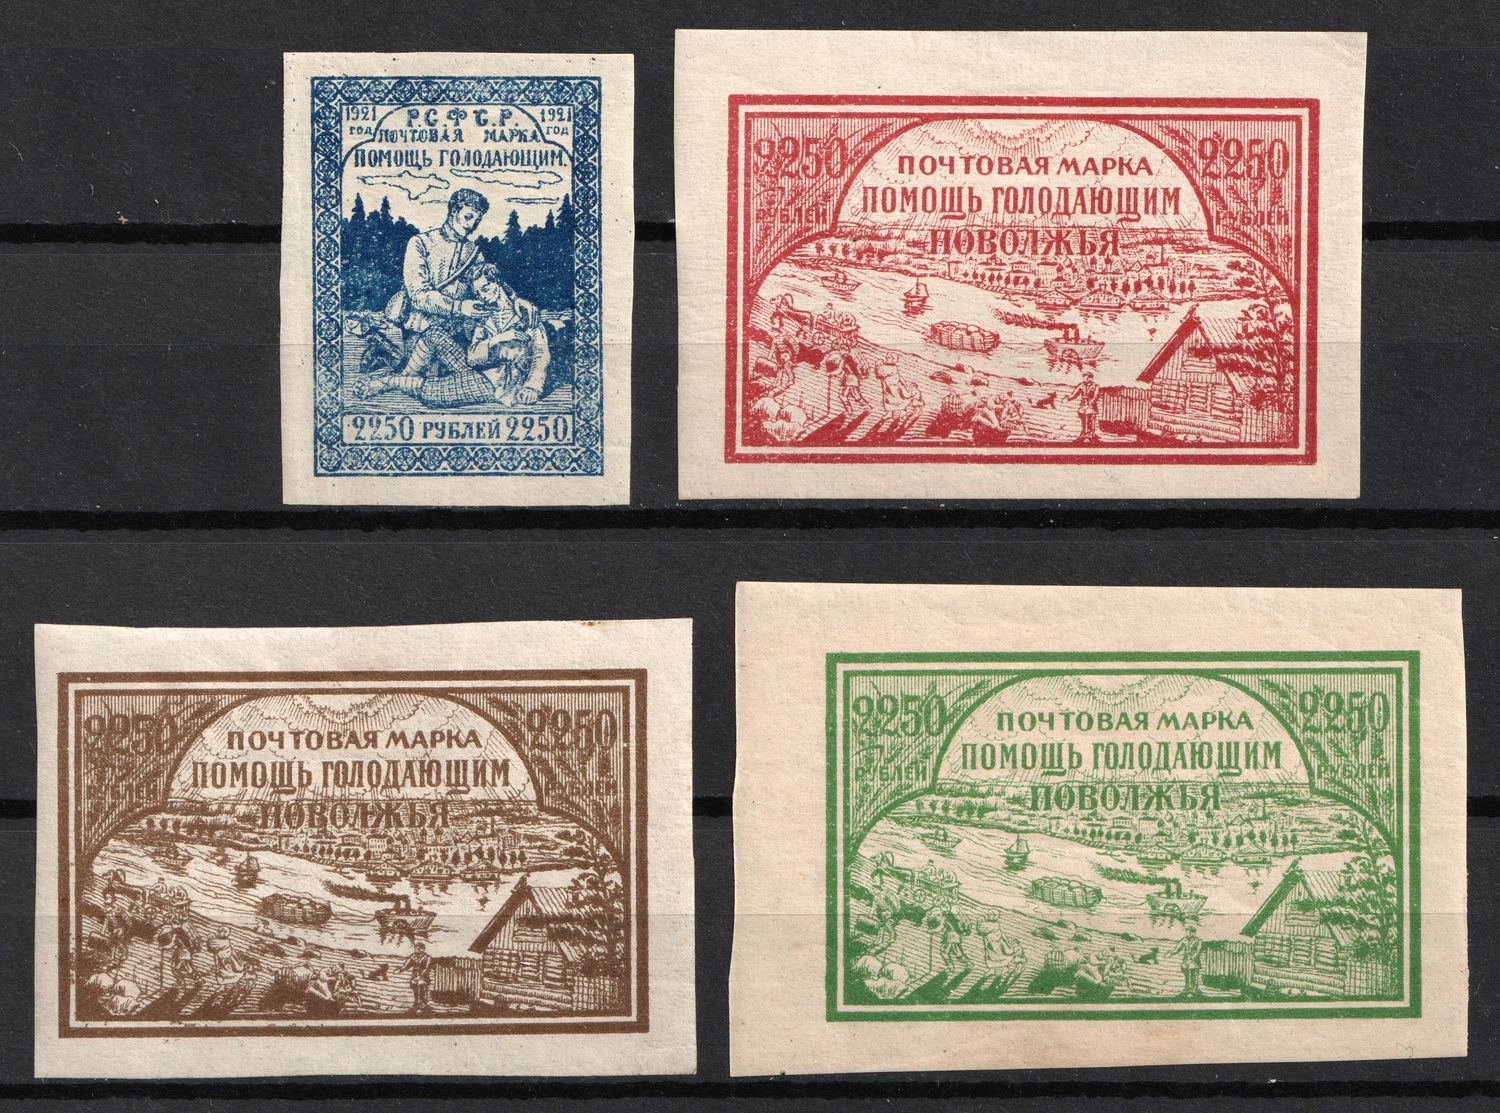 1921 Р.С.Ф.С.Р. 1921
ГОД ПОЧТОВАЯ МАРКА ГОД
ПОМОЩЬ ГОЛОДАЮЩИМ.
2250 РУБЛЕЙ 2250
2250 2250
ПОЧТОВАЯ МАРКА
ПОМОЩЬ ГОЛОДАЮЩИМ
РУБЛЕЙ РУБЛЕЙ
ПОВОЛЖЬЯ
2250 2250
ПОЧТОВАЯ МАРКА
ПОМОЩЬ ГОЛОДАЮЩИМ
РУБЛЕЙ РУБЛЕЙ
ПОВОЛЖЬЯ
2250 2250
ПОЧТОВАЯ МАРКА
ПОМОЩЬ ГОЛОДАЮЩИМ
РУБЛЕЙ РУБЛЕЙ
ПОВОЛЖЬЯ